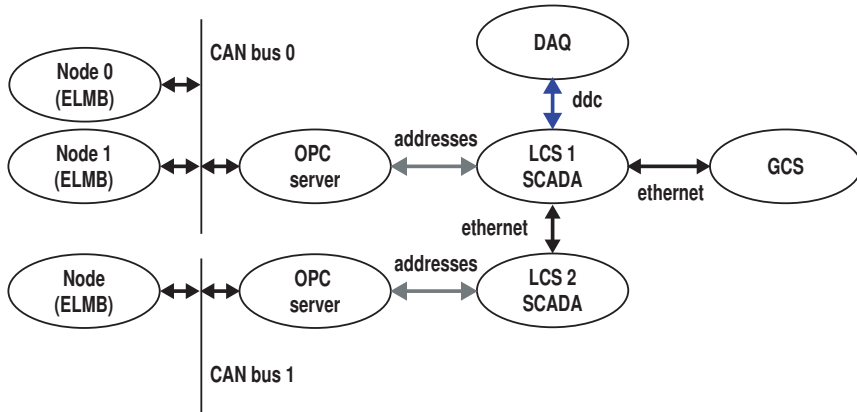 CAN bus 0
DAQ
Node 0
(ELMB)
ddc
Node 1
(ELMB)
OPC
server
addresses
LCS 1
SCADA
ethernet
GCS
ethernet
Node
(ELMB)
OPC
server
addresses
LCS 2
SCADA
CAN bus 1